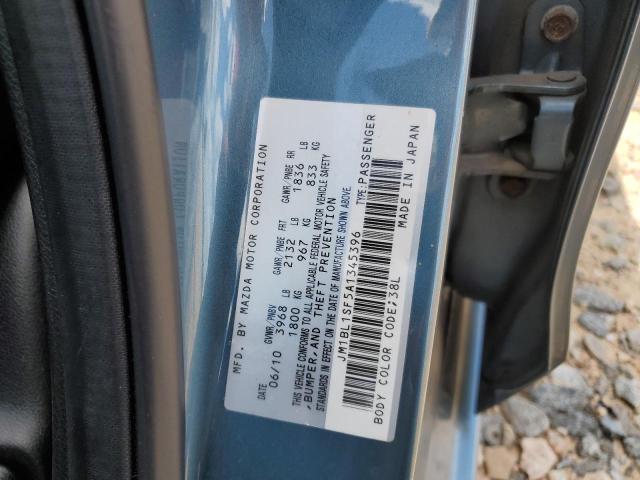 MFD. BY MAZDA MOTOR CORPORATION
DATE GVWR/PNBV GAWR/PNBE FRT GAWR/PNBE RR
06/10 3968 LB 2132 LB 1836 LB
1800 KG 967 KG 833 KG
THIS VEHICLE CONFORMS TO ALL APPLICABLE FEDERAL MOTOR VEHICLE SAFETY
, BUMPER, AND THEFT PREVENTION
STANDARDS IN EFFECT ON THE DATE OF MANUFACTURE SHOWN ABOVE.
JM1BL1SF5A1345396 TYPE:PASSENGER
BODY COLOR CODE:38L MADE IN JAPAN